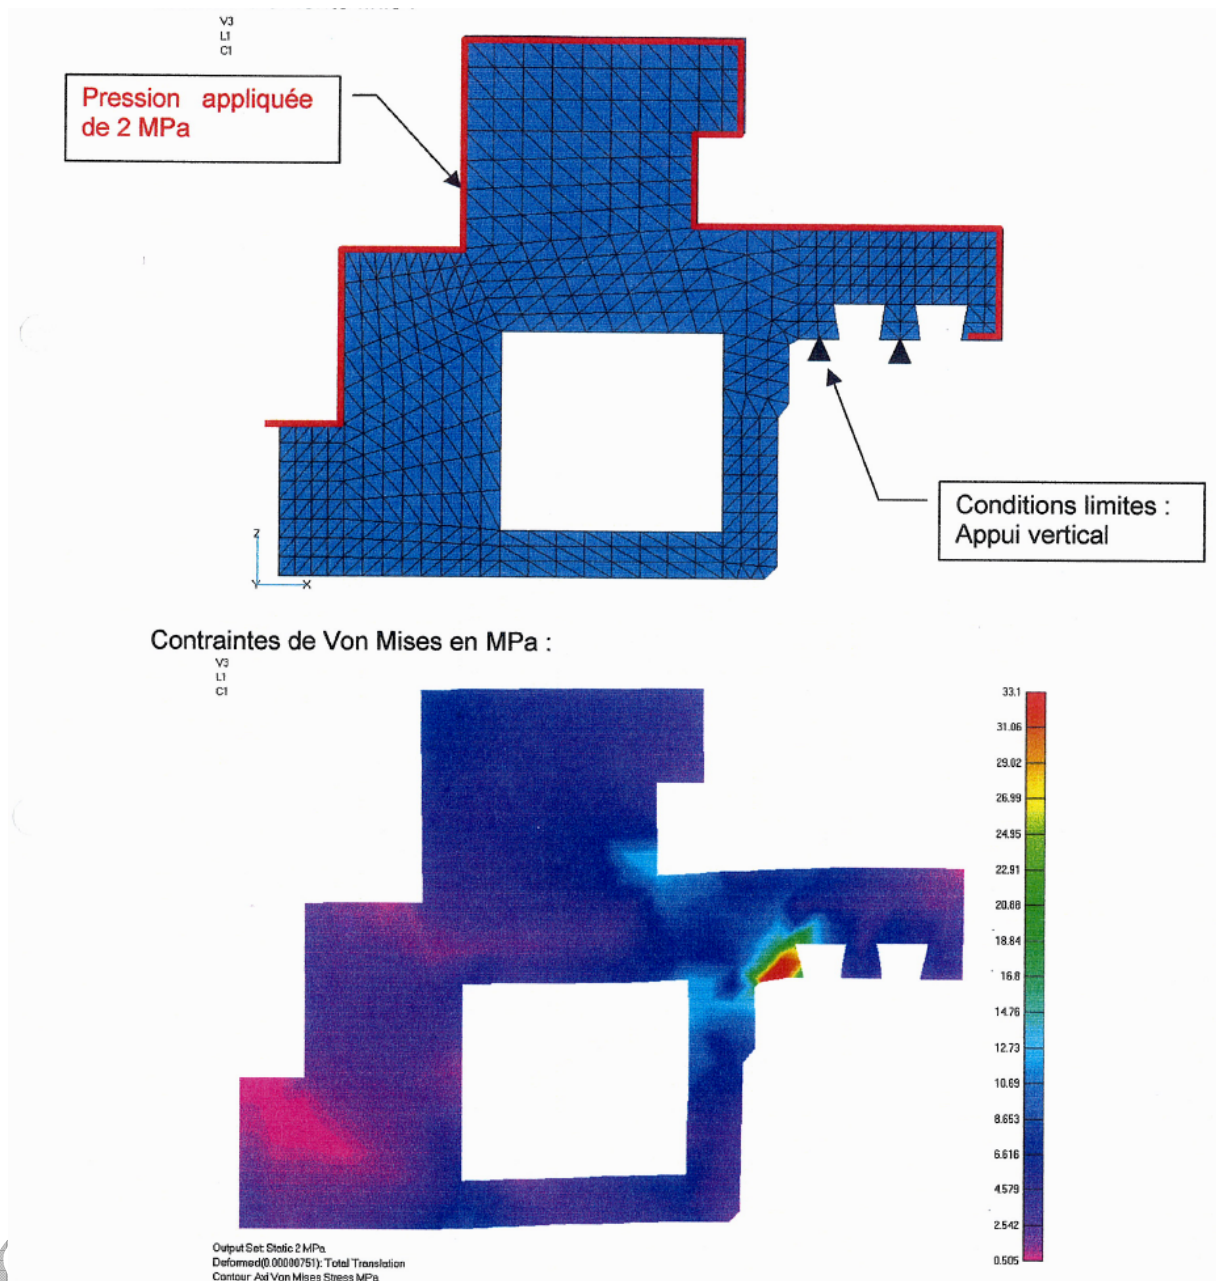 V3
L1
C1
Pression appliquée
de 2 MPa
Conditions limites :
Appui vertical
Z
Y X
Contraintes de Von Mises en MPa :
V3
L1
C1
33.1
31.06
29.02
26.99
24.95
22.91
20.88
18.84
16.8
14.76
12.73
10.69
8.653
6.616
4.579
2.542
0.505
Output Set: Static 2 MPa
Deformed(0.00000751): Total Translation
Contour: Axi Von Mises Stress MPa